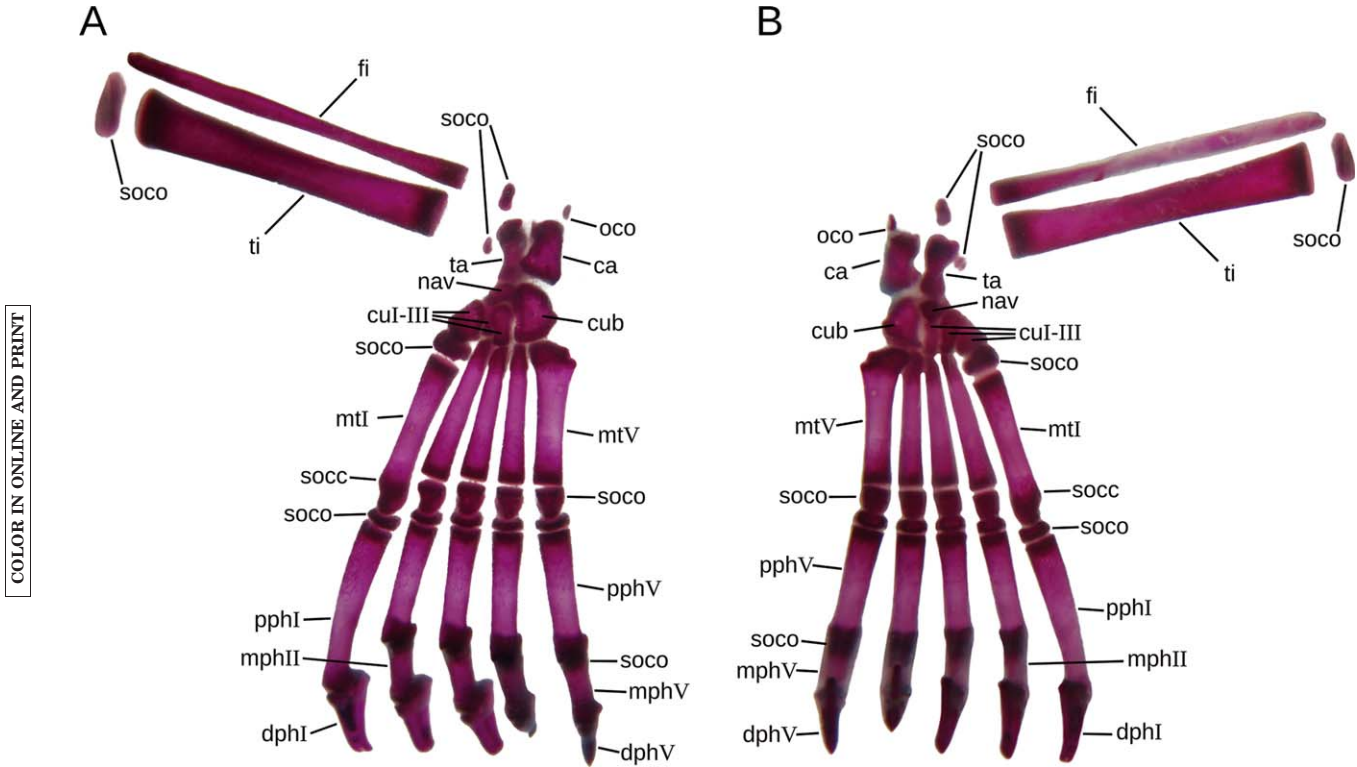 A
B
COLOR IN ONLINE AND PRINT
fi
soco
soco
ti
oco
ta
ca
nav
cuI-III
cub
soco
mtI
mtV
socc
soco
soco
pphV
pphI
mphII
soco
mphV
dphI
dphV
fi
soco
oco
soco
ca
ta
ti
nav
cub
cuI-III
soco
mtV
mtI
soco
socc
soco
pphV
pphI
soco
mphV
mphII
dphV
dphI